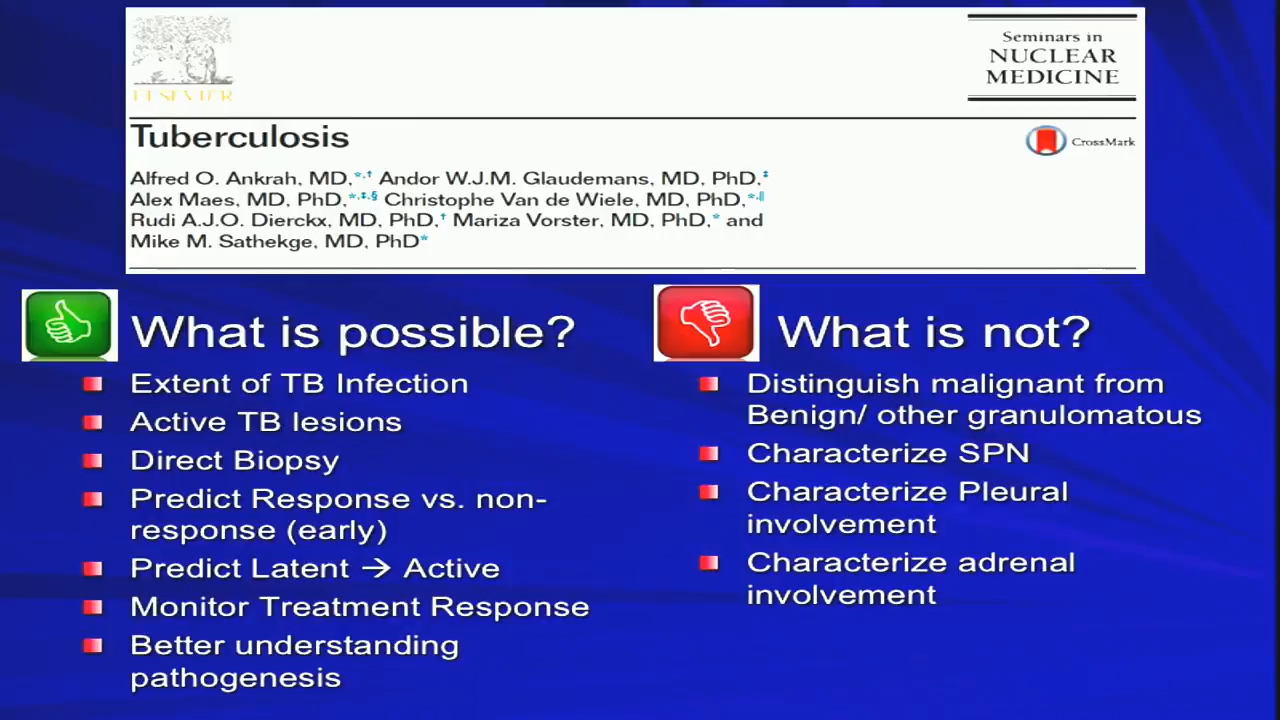 ELSEVIER
Seminars in
NUCLEAR
MEDICINE
Tuberculosis
CrossMark
Alfred O. Ankrah, MD,*,† Andor W.J.M. Glaudemans, MD, PhD,‡
Alex Maes, MD, PhD,*,‡,§ Christophe Van de Wiele, MD, PhD,*,||
Rudi A.J.O. Dierckx, MD, PhD,† Mariza Vorster, MD, PhD,* and
Mike M. Sathekge, MD, PhD*
What is possible?
Extent of TB Infection
Active TB lesions
Direct Biopsy
Predict Response vs. non-
response (early)
Predict Latent → Active
Monitor Treatment Response
Better understanding
pathogenesis
What is not?
Distinguish malignant from
Benign/ other granulomatous
Characterize SPN
Characterize Pleural
involvement
Characterize adrenal
involvement